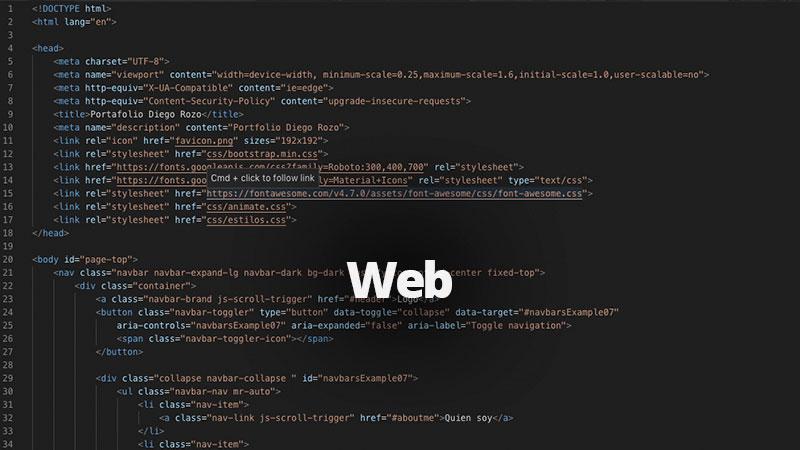 1 <!DOCTYPE html>
2 <html lang="en">
3
4 <head>
5 <meta charset="UTF-8">
6 <meta name="viewport" content="width=device-width, minimum-scale=0.25,maximum-scale=1.6,initial-scale=1.0,user-scalable=no">
7 <meta http-equiv="X-UA-Compatible" content="ie=edge">
8 <meta http-equiv="Content-Security-Policy" content="upgrade-insecure-requests">
9 <title>Portafolio Diego Rozo</title>
10 <meta name="description" content="Portfolio Diego Rozo">
11 <link rel="icon" href="favicon.png" sizes="192x192">
12 <link rel="stylesheet" href="css/bootstrap.min.css">
13 <link href="https://fonts.googleapis.com/css?family=Roboto:300,400,700" rel="stylesheet">
14 <link href="https://fonts.goo ly=Material+Icons" rel="stylesheet" type="text/css">
Cmd + click to follow link
15 <link rel="stylesheet" href="https://fontawesome.com/v4.7.0/assets/font-awesome/css/font-awesome.css">
16 <link rel="stylesheet" href="css/animate.css">
17 <link rel="stylesheet" href="css/estilos.css">
18 </head>
19
20 <body id="page-top">
21 <nav class="navbar navbar-expand-lg navbar-dark bg-dark center fixed-top">
22 <div class="container">
Web
23 <a class="navbar-brand js-scroll-trigger" href="#header">Logo</a>
24 <button class="navbar-toggler" type="button" data-toggle="collapse" data-target="#navbarsExample07"
25 aria-controls="navbarsExample07" aria-expanded="false" aria-label="Toggle navigation">
26 <span class="navbar-toggler-icon"></span>
27 </button>
28
29 <div class="collapse navbar-collapse " id="navbarsExample07">
30 <ul class="navbar-nav mr-auto">
31 <li class="nav-item">
32 <a class="nav-link js-scroll-trigger" href="#aboutme">Quien soy</a>
33 </li>
34 <li class="nav-item">